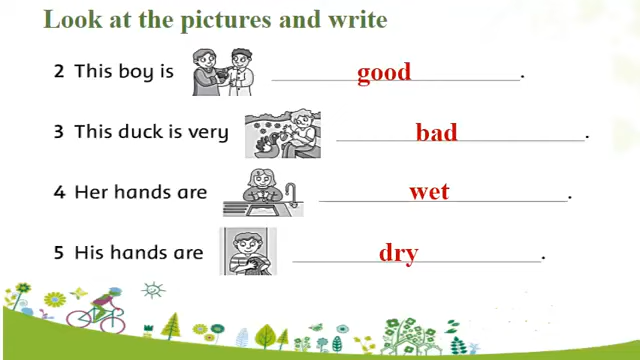 Look at the pictures and write
2 This boy is good.
3 This duck is very bad.
4 Her hands are wet.
5 His hands are dry.